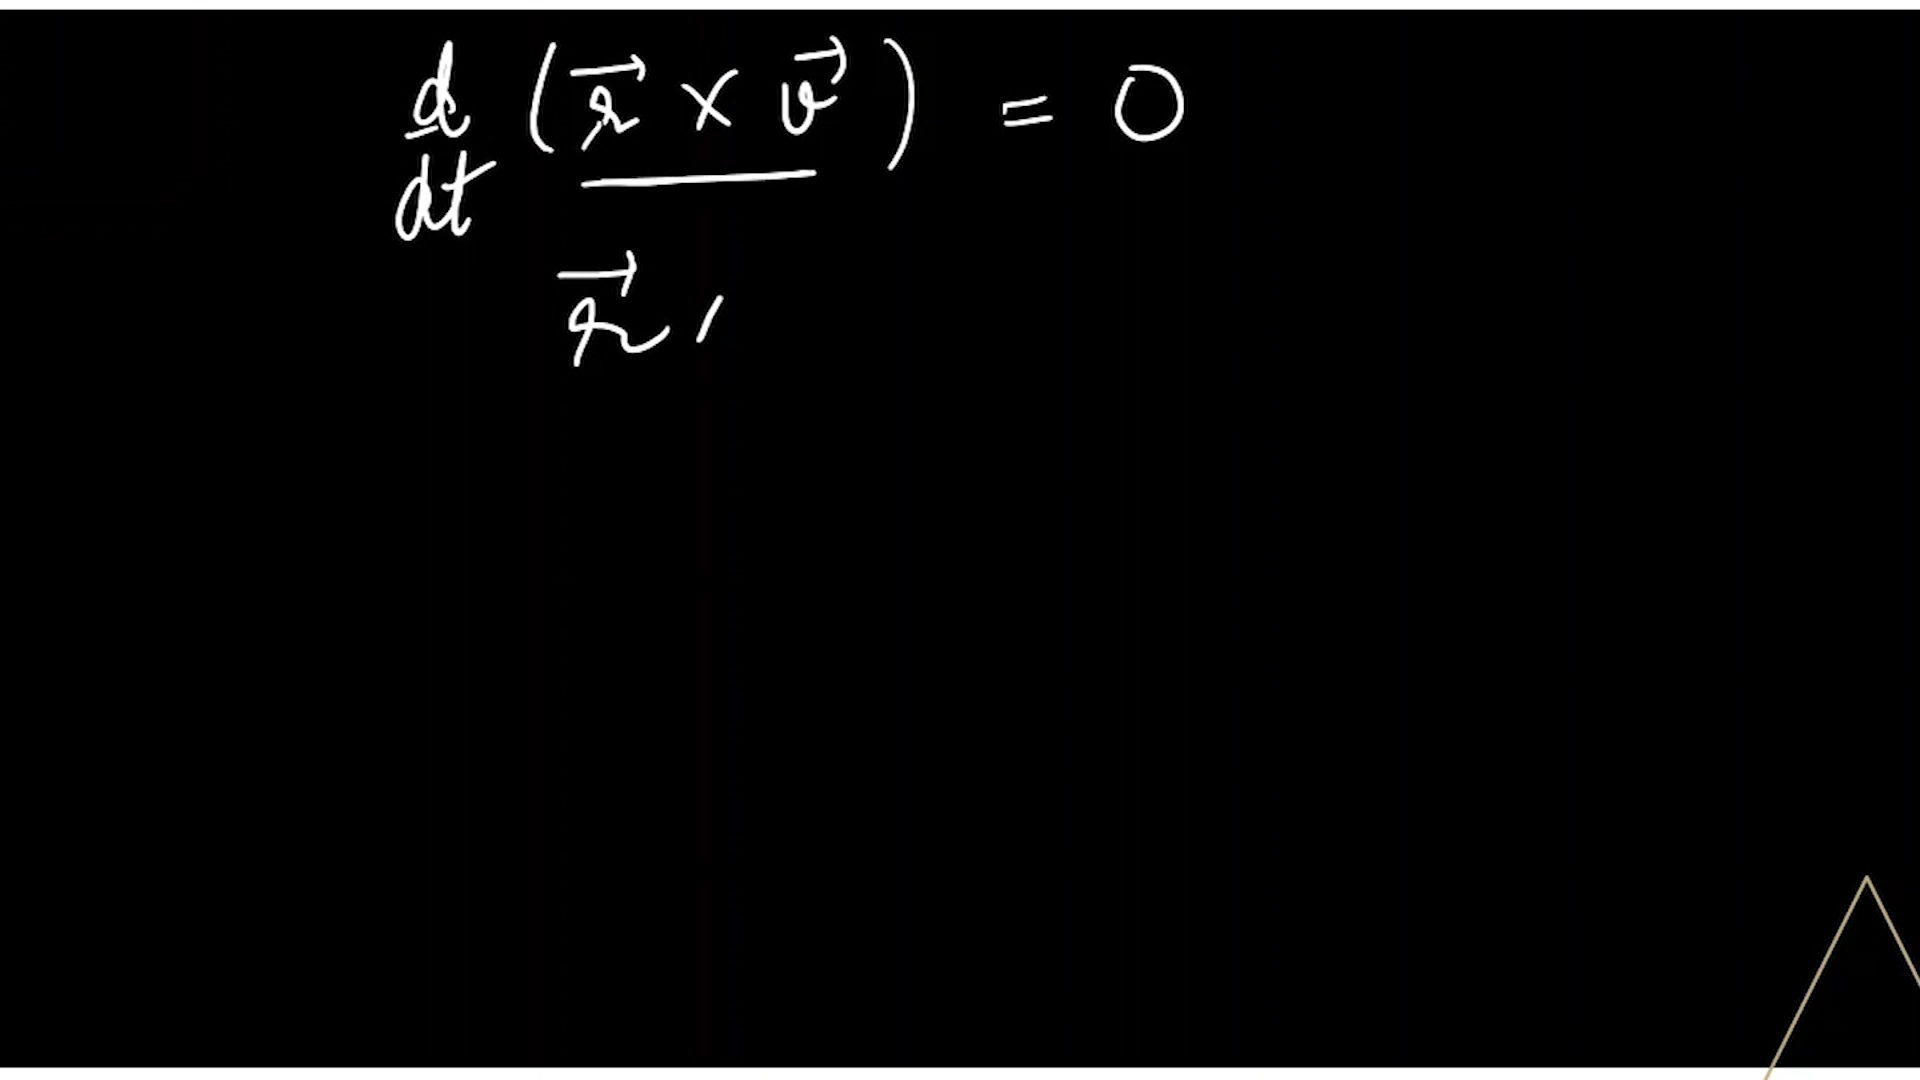 d/dt (r⃗ × v⃗) = 0
r⃗